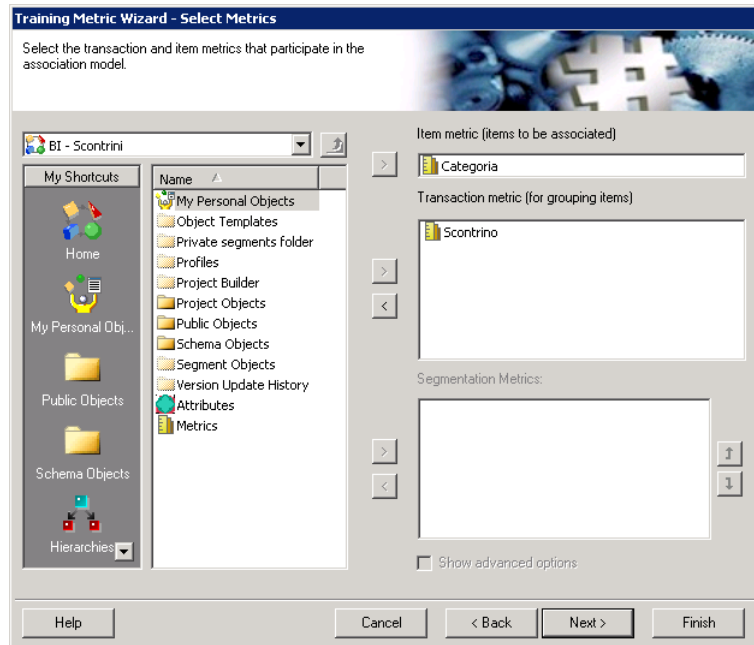 Training Metric Wizard - Select Metrics
Select the transaction and item metrics that participate in the
association model.
BI - Scontrini
My Shortcuts
Home
My Personal Obj...
Public Objects
Schema Objects
Hierarchies
Name
My Personal Objects
Object Templates
Private segments folder
Profiles
Project Builder
Project Objects
Public Objects
Schema Objects
Segment Objects
Version Update History
Attributes
Metrics
Item metric (items to be associated)
>
Categoria
Transaction metric (for grouping items)
Scontrino
>
<
Segmentation Metrics:
>
<
Show advanced options
Help
Cancel
< Back
Next >
Finish